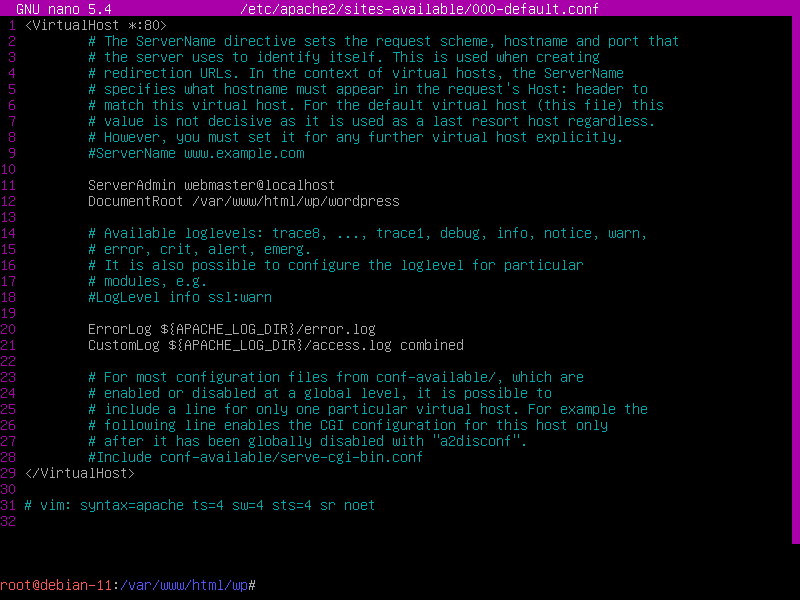 GNU nano 5.4 /etc/apache2/sites-available/000-default.conf
1 <VirtualHost *:80>
2 # The ServerName directive sets the request scheme, hostname and port that
3 # the server uses to identify itself. This is used when creating
4 # redirection URLs. In the context of virtual hosts, the ServerName
5 # specifies what hostname must appear in the request's Host: header to
6 # match this virtual host. For the default virtual host (this file) this
7 # value is not decisive as it is used as a last resort host regardless.
8 # However, you must set it for any further virtual host explicitly.
9 #ServerName www.example.com
10
11 ServerAdmin webmaster@localhost
12 DocumentRoot /var/www/html/wp/wordpress
13
14 # Available loglevels: trace8, ..., trace1, debug, info, notice, warn,
15 # error, crit, alert, emerg.
16 # It is also possible to configure the loglevel for particular
17 # modules, e.g.
18 #LogLevel info ssl:warn
19
20 ErrorLog ${APACHE_LOG_DIR}/error.log
21 CustomLog ${APACHE_LOG_DIR}/access.log combined
22
23 # For most configuration files from conf-available/, which are
24 # enabled or disabled at a global level, it is possible to
25 # include a line for only one particular virtual host. For example the
26 # following line enables the CGI configuration for this host only
27 # after it has been globally disabled with "a2disconf".
28 #Include conf-available/serve-cgi-bin.conf
29 </VirtualHost>
30
31 # vim: syntax=apache ts=4 sw=4 sts=4 sr noet
32
root@debian-11:/var/www/html/wp#